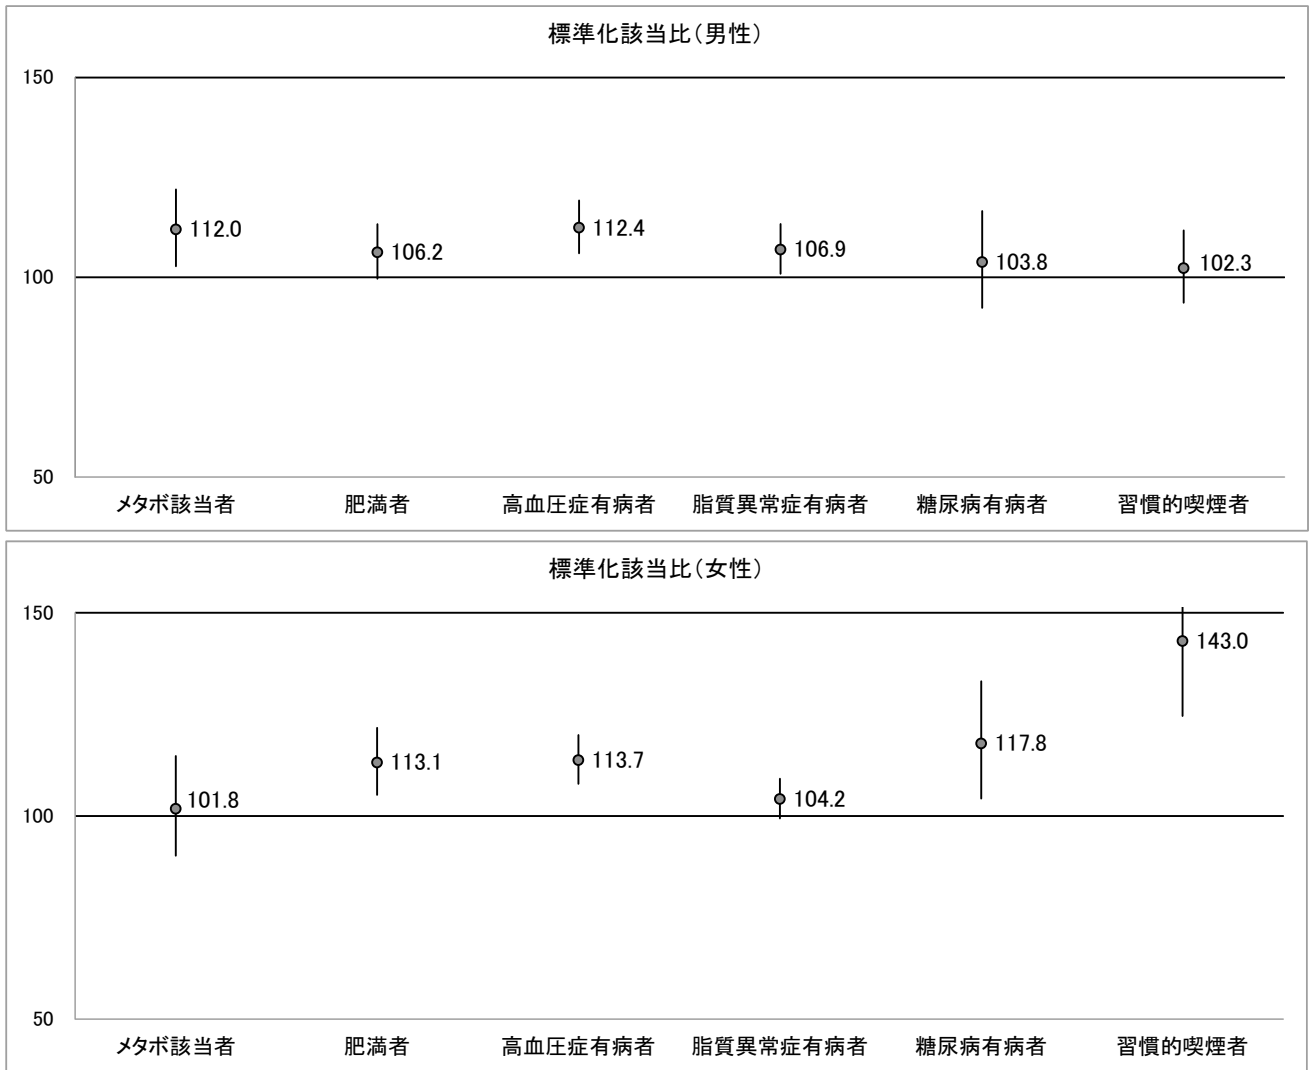 標準化該当比（男性）
150
112.0
106.2
112.4
106.9
103.8
102.3
100
50
メタボ該当者
肥満者
高血圧症有病者
脂質異常症有病者
糖尿病有病者
習慣的喫煙者
標準化該当比（女性）
150
143.0
117.8
113.1
113.7
101.8
104.2
100
50
メタボ該当者
肥満者
高血圧症有病者
脂質異常症有病者
糖尿病有病者
習慣的喫煙者